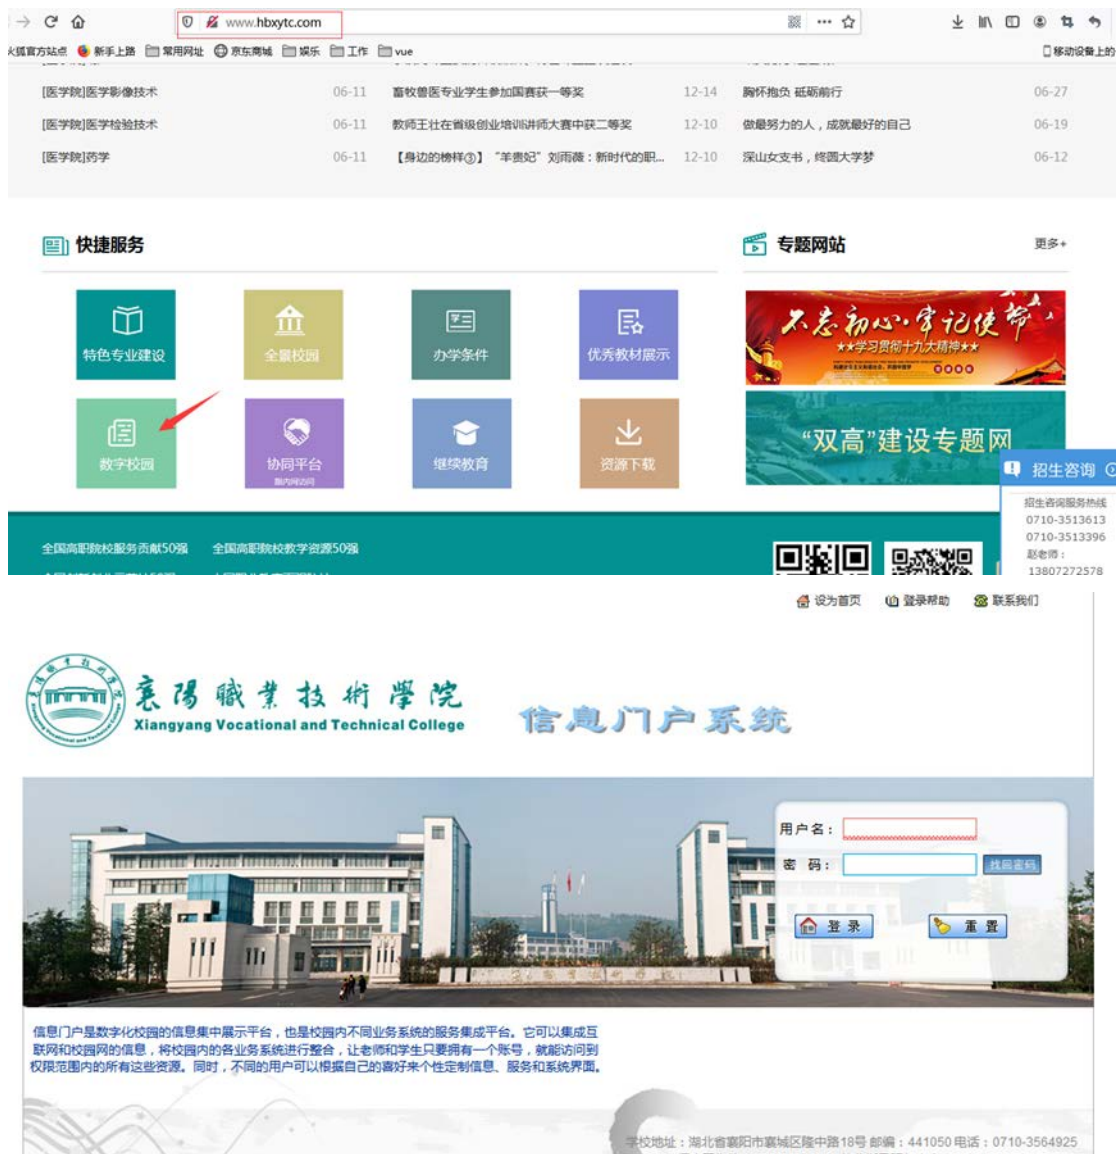 www.hbxytc.com
火狐官方站点 新手上路 常用网址 京东商城 娱乐 工作 vue 移动设备上的
[医学院]医学影像技术 06-11 畜牧兽医专业学生参加国赛获一等奖 12-14 胸怀抱负 砥砺前行 06-27
[医学院]医学检验技术 06-11 教师王壮在省级创业培训讲师大赛中获二等奖 12-10 做最努力的人，成就最好的自己 06-19
[医学院]药学 06-11 【身边的榜样③】“羊贵妃”刘雨薇：新时代的职... 12-10 深山女支书，终圆大学梦 06-12
快捷服务
专题网站 更多+
特色专业建设 全景校园 办学条件 优秀教材展示
不忘初心·牢记使命
★★学习贯彻十九大精神★★
数字校园 协同平台 继续教育 资源下载
限内网访问
“双高”建设专题网
招生咨询
招生咨询服务热线
0710-3513613
0710-3513396
赵老师：
13807272578
全国高职院校服务贡献50强 全国高职院校教学资源50强
设为首页 登录帮助 联系我们
襄陽職業技術學院
Xiangyang Vocational and Technical College
信息门户系统
用户名：
密 码： 找回密码
登 录 重 置
信息门户是数字化校园的信息集中展示平台，也是校园内不同业务系统的服务集成平台。它可以集成互
联网和校园网的信息，将校园内的各业务系统进行整合，让老师和学生只要拥有一个账号，就能访问到
权限范围内的所有这些资源。同时，不同的用户可以根据自己的喜好来个性定制信息、服务和系统界面。
学校地址：湖北省襄阳市襄城区隆中路18号 邮编：441050 电话：0710-3564925